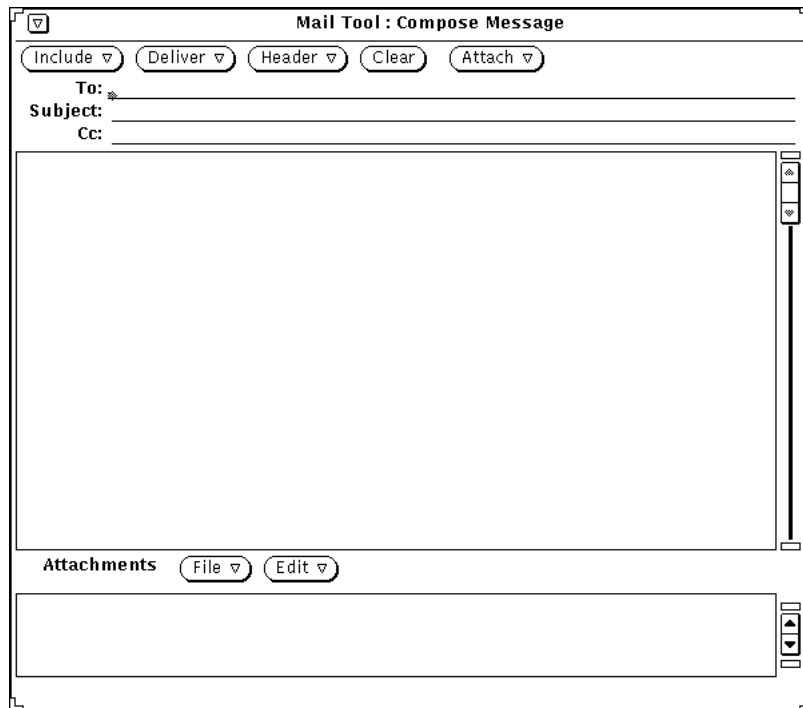 Mail Tool : Compose Message
Include Deliver Header Clear Attach
To:
Subject:
Cc:
Attachments File Edit